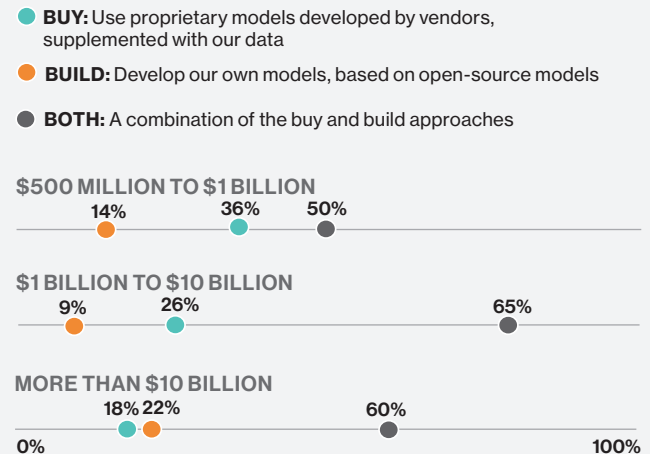 BUY: Use proprietary models developed by vendors,
supplemented with our data
BUILD: Develop our own models, based on open-source models
BOTH: A combination of the buy and build approaches
$500 MILLION TO $1 BILLION
14% 36% 50%
$1 BILLION TO $10 BILLION
9% 26% 65%
MORE THAN $10 BILLION
18% 22% 60%
0% 100%